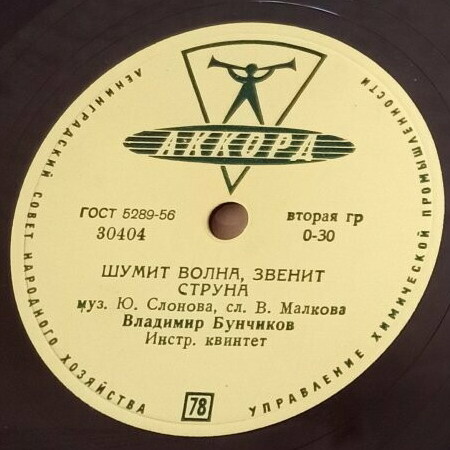 ЛЕНИНГРАДСКИЙ СОВЕТ НАРОДНОГО ХОЗЯЙСТВА
УПРАВЛЕНИЕ ХИМИЧЕСКОЙ ПРОМЫШЛЕННОСТИ
АККОРД
ГОСТ 5289-56 вторая гр
30404 0-30
ШУМИТ ВОЛНА, ЗВЕНИТ
СТРУНА
муз. Ю. Слонова, сл. В. Малкова
Владимир Бунчиков
Инстр. квинтет
78